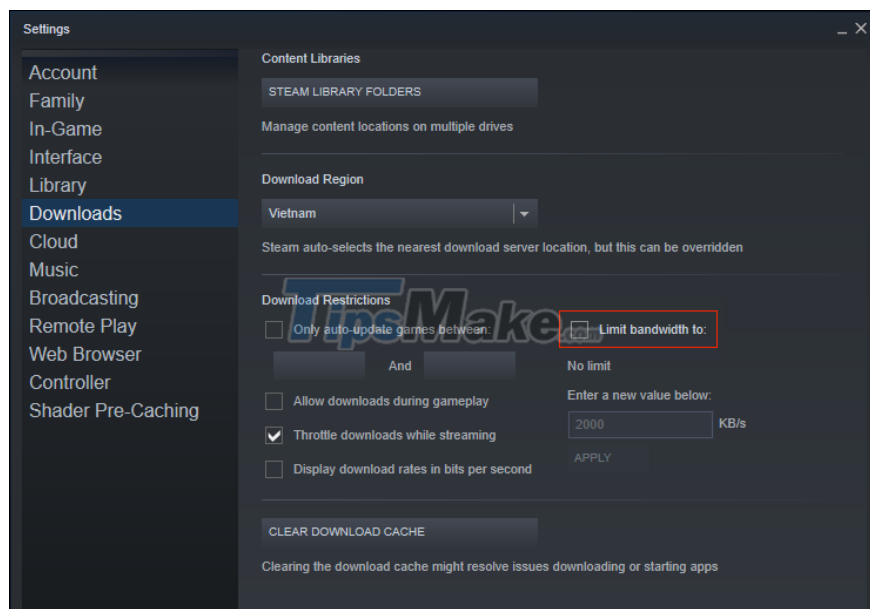 Settings
Account
Family
In-Game
Interface
Library
Downloads
Cloud
Music
Broadcasting
Remote Play
Web Browser
Controller
Shader Pre-Caching
Content Libraries
STEAM LIBRARY FOLDERS
Manage content locations on multiple drives
Download Region
Vietnam
Steam auto-selects the nearest download server location, but this can be overridden
Download Restrictions
TipsMake.com
Only auto-update games between:
And
Allow downloads during gameplay
Throttle downloads while streaming
Display download rates in bits per second
Limit bandwidth to:
No limit
Enter a new value below:
2000 KB/s
APPLY
CLEAR DOWNLOAD CACHE
Clearing the download cache might resolve issues downloading or starting apps